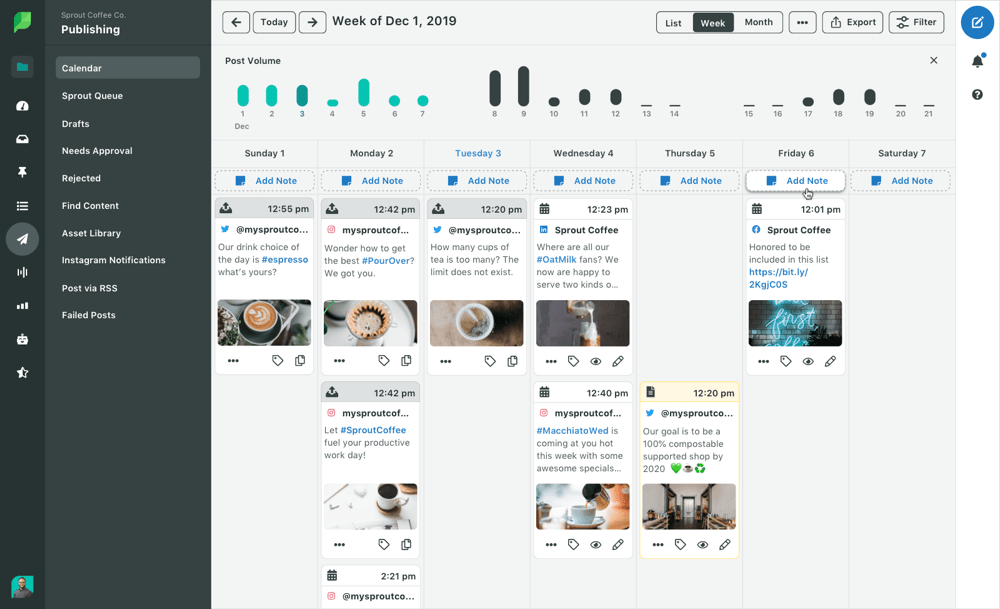 Sprout Coffee Co.
Publishing
Calendar
Sprout Queue
Drafts
Needs Approval
Rejected
Find Content
Asset Library
Instagram Notifications
Post via RSS
Failed Posts
Today
Week of Dec 1, 2019
List
Week
Month
Export
Filter
Post Volume
1 2 3 4 5 6 7 8 9 10 11 12 13 14 15 16 17 18 19 20 21
Dec
Sunday 1
Monday 2
Tuesday 3
Wednesday 4
Thursday 5
Friday 6
Saturday 7
Add Note
Add Note
Add Note
Add Note
Add Note
Add Note
Add Note
12:55 pm
@mysproutco...
Our drink choice of
the day is #espresso
what's yours?
12:42 pm
mysproutcof...
Wonder how to get
the best #PourOver?
We got you.
12:42 pm
mysproutcof...
Let #SproutCoffee
fuel your productive
work day!
2:21 pm
@mysproutco...
12:20 pm
@mysproutco...
How many cups of
tea is too many? The
limit does not exist.
12:23 pm
Sprout Coffee
Where are all our
#OatMilk fans? We
now are happy to
serve two kinds o...
12:40 pm
mysproutcof...
#MacchiatoWed is
coming at you hot
this week with some
awesome specials...
12:20 pm
@mysproutco...
Our goal is to be a
100% compostable
supported shop by
2020 💚☕♻️
12:01 pm
Sprout Coffee
Honored to be
included in this list
https://bit.ly/
2KgjC0S
first